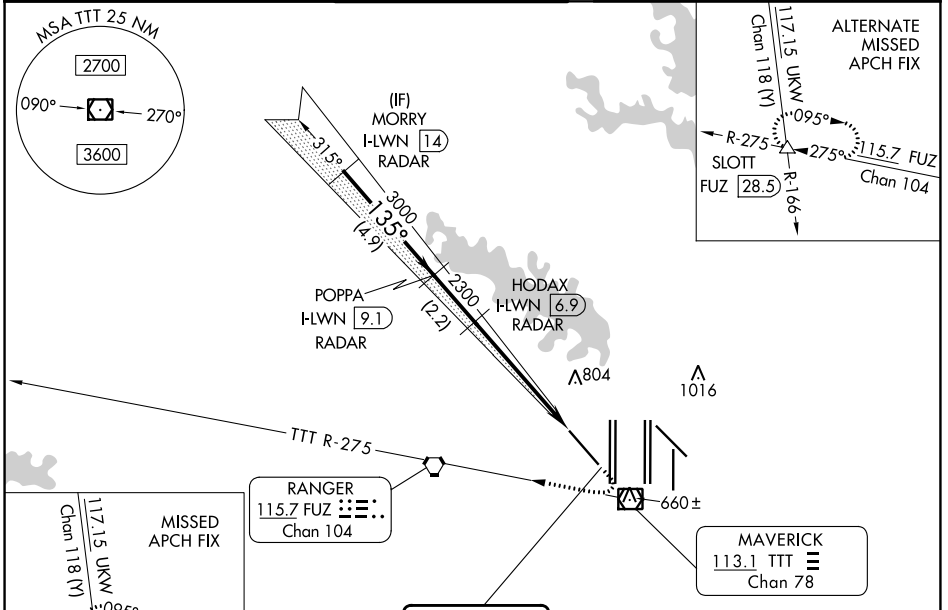 MSA TTT 25 NM
2700
090°
270°
3600
(IF)
MORRY
I-LWN 14
RADAR
315°
3000
135°
(4.9)
2300
(2.2)
POPPA
I-LWN 9.1
RADAR
HODAX
I-LWN 6.9
RADAR
804
1016
TTT R-275
RANGER
115.7 FUZ
Chan 104
660±
MAVERICK
113.1 TTT
Chan 78
117.15 UKW
Chan 118 (Y)
ALTERNATE
MISSED
APCH FIX
095°
R-275
275°
115.7 FUZ
Chan 104
SLOTT
FUZ 28.5
R-166
117.15 UKW
Chan 118 (Y)
MISSED
APCH FIX
095°